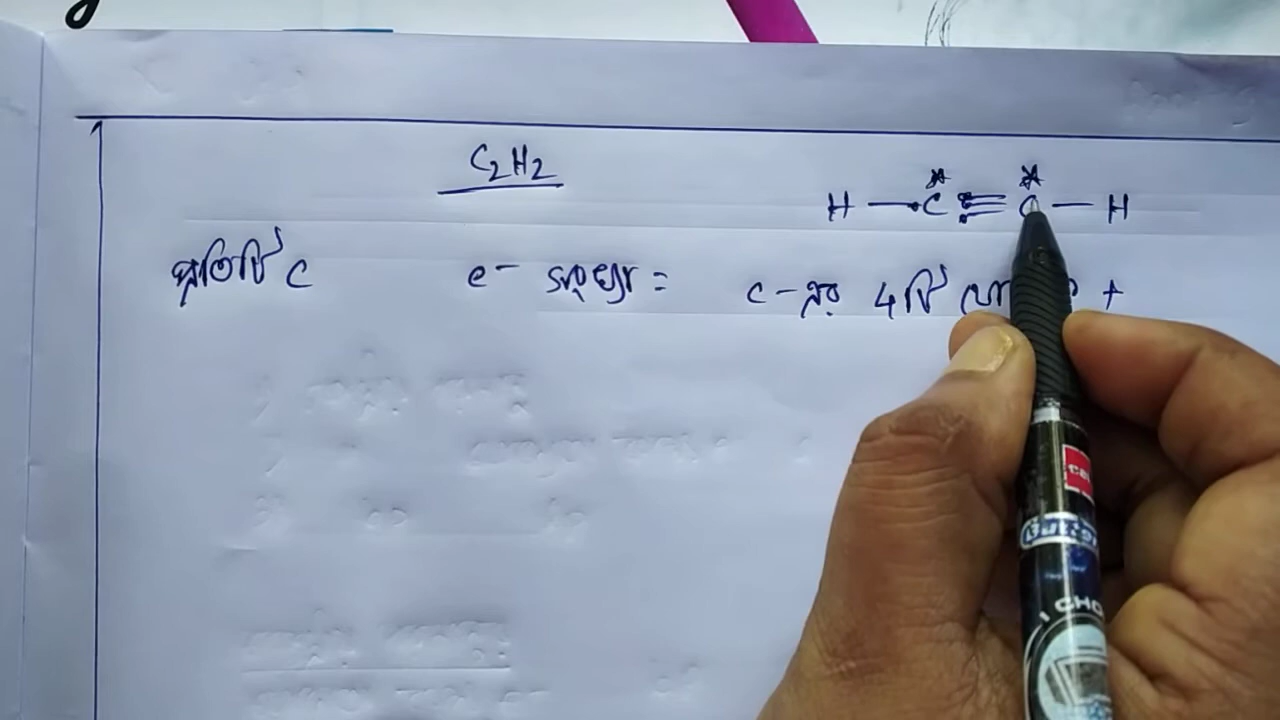 C₂H₂
H — C ≡ C — H
প্রতিটি C e⁻ সংখ্যা = C-এর 4টি +